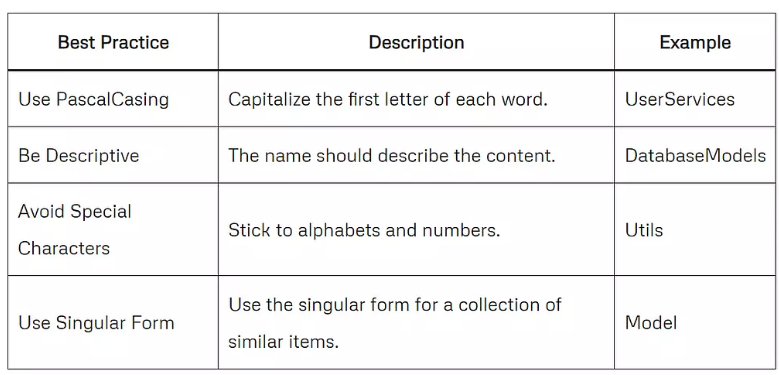 Best Practice Description Example
Use PascalCasing Capitalize the first letter of each word. UserServices
Be Descriptive The name should describe the content. DatabaseModels
Avoid Special
Characters
Stick to alphabets and numbers. Utils
Use Singular Form
Use the singular form for a collection of
similar items.
Model